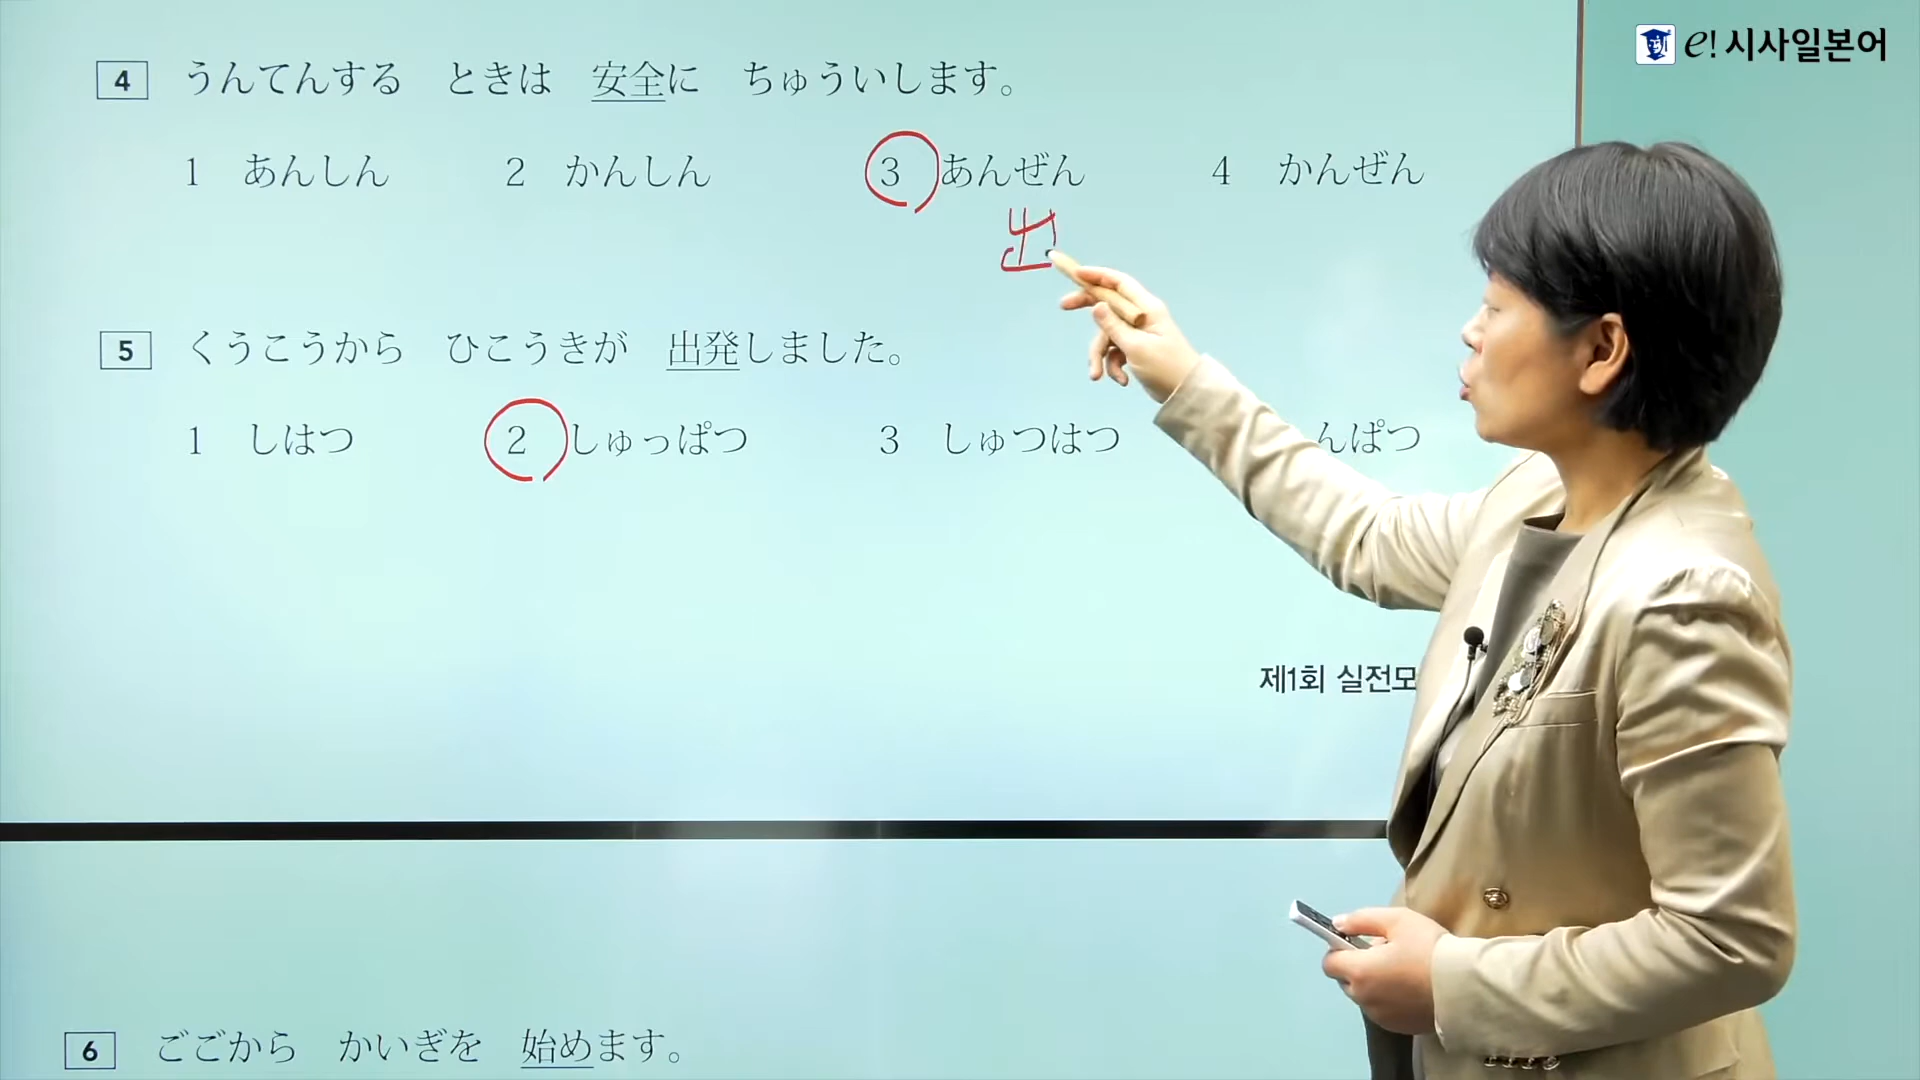 e! 시사일본어
4 うんてんする ときは 安全に ちゅういします。
1 あんしん 2 かんしん 3 あんぜん 4 かんぜん
出
5 くうこうから ひこうきが 出発しました。
1 しはつ 2 しゅっぱつ 3 しゅつはつ んぱつ
제1회 실전모
6 ごごから かいぎを 始めます。